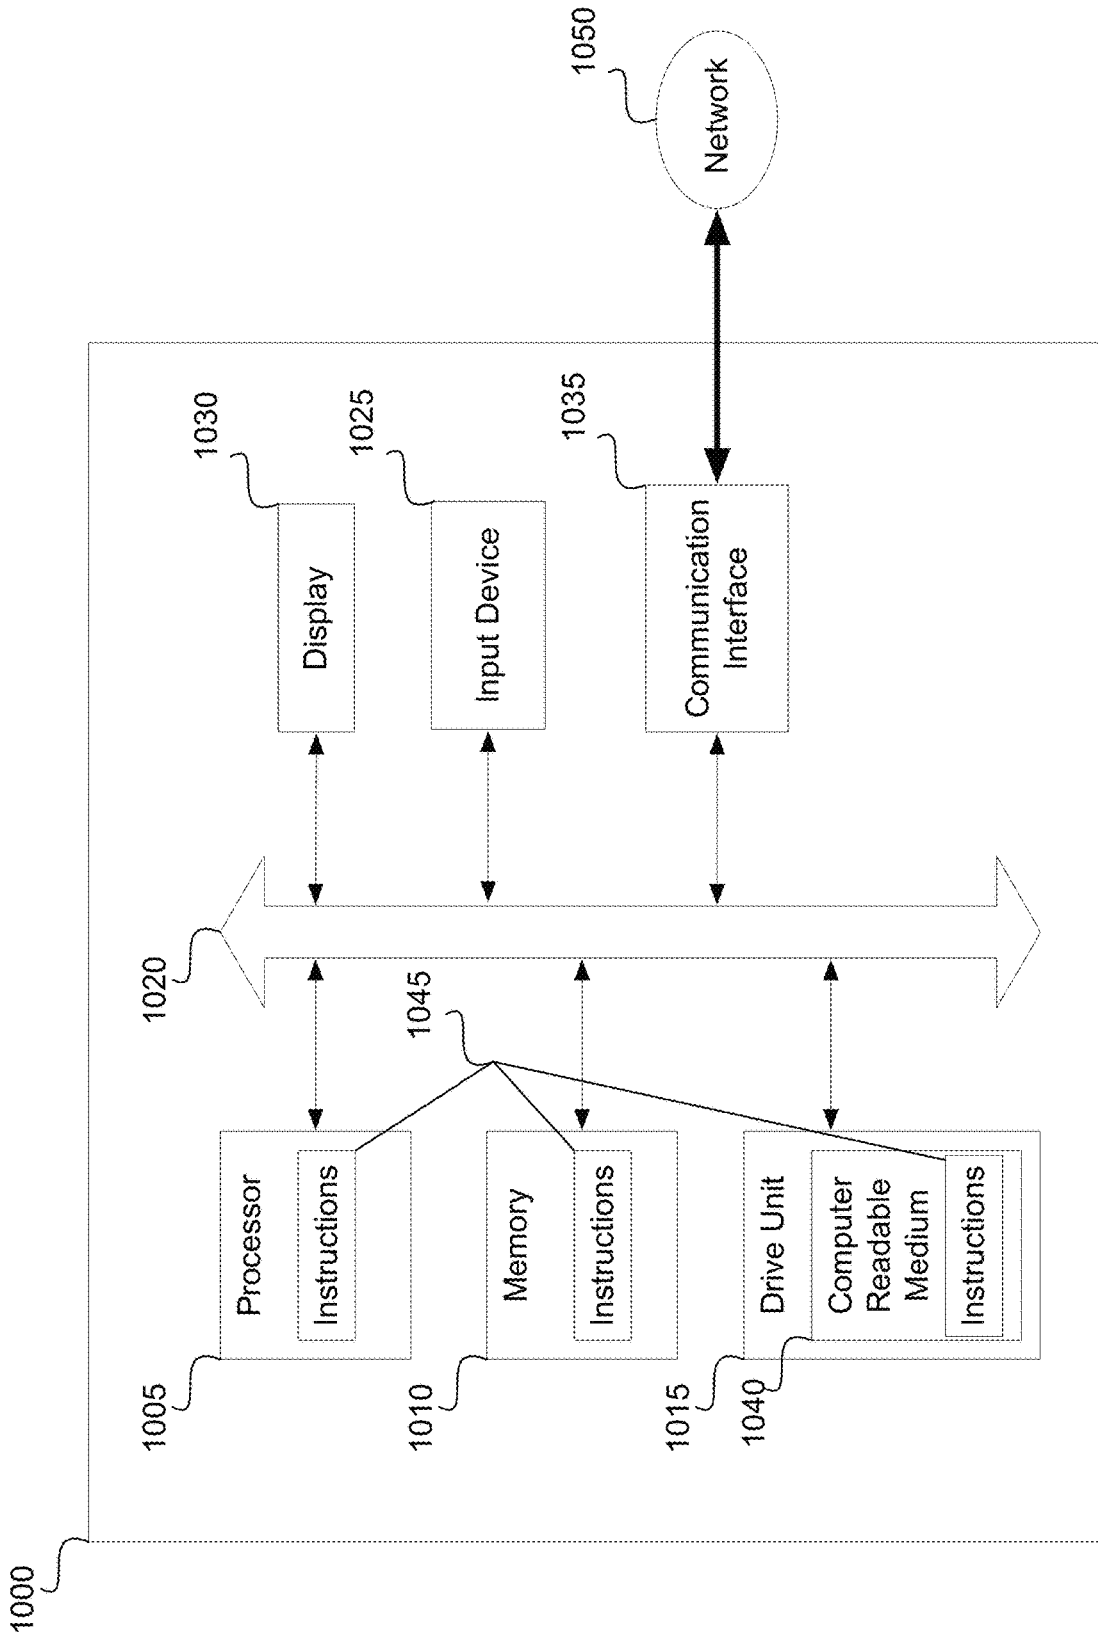 1000
1005
Processor
Instructions
1010
Memory
Instructions
1015
Drive Unit
1040
Computer
Readable
Medium
Instructions
1045
1020
1030
Display
1025
Input Device
1035
Communication
Interface
1050
Network